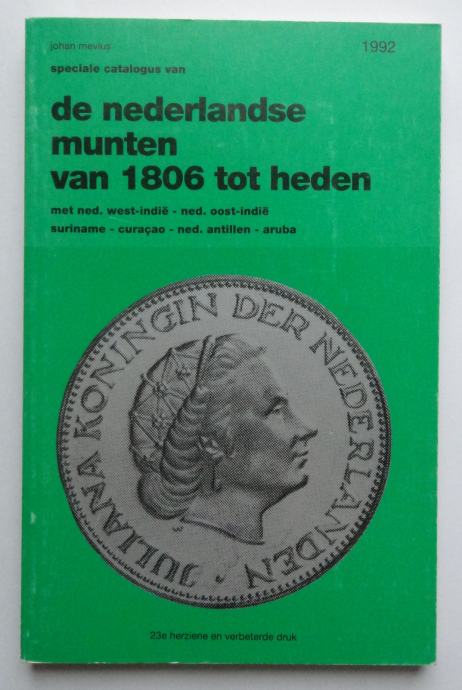 johan mevius
1992
speciale catalogus van
de nederlandse
munten
van 1806 tot heden
met ned. west-indië - ned. oost-indië
suriname - curaçao - ned. antillen - aruba
JULIANA KONINGIN DER NEDERLANDEN
23e herziene en verbeterde druk